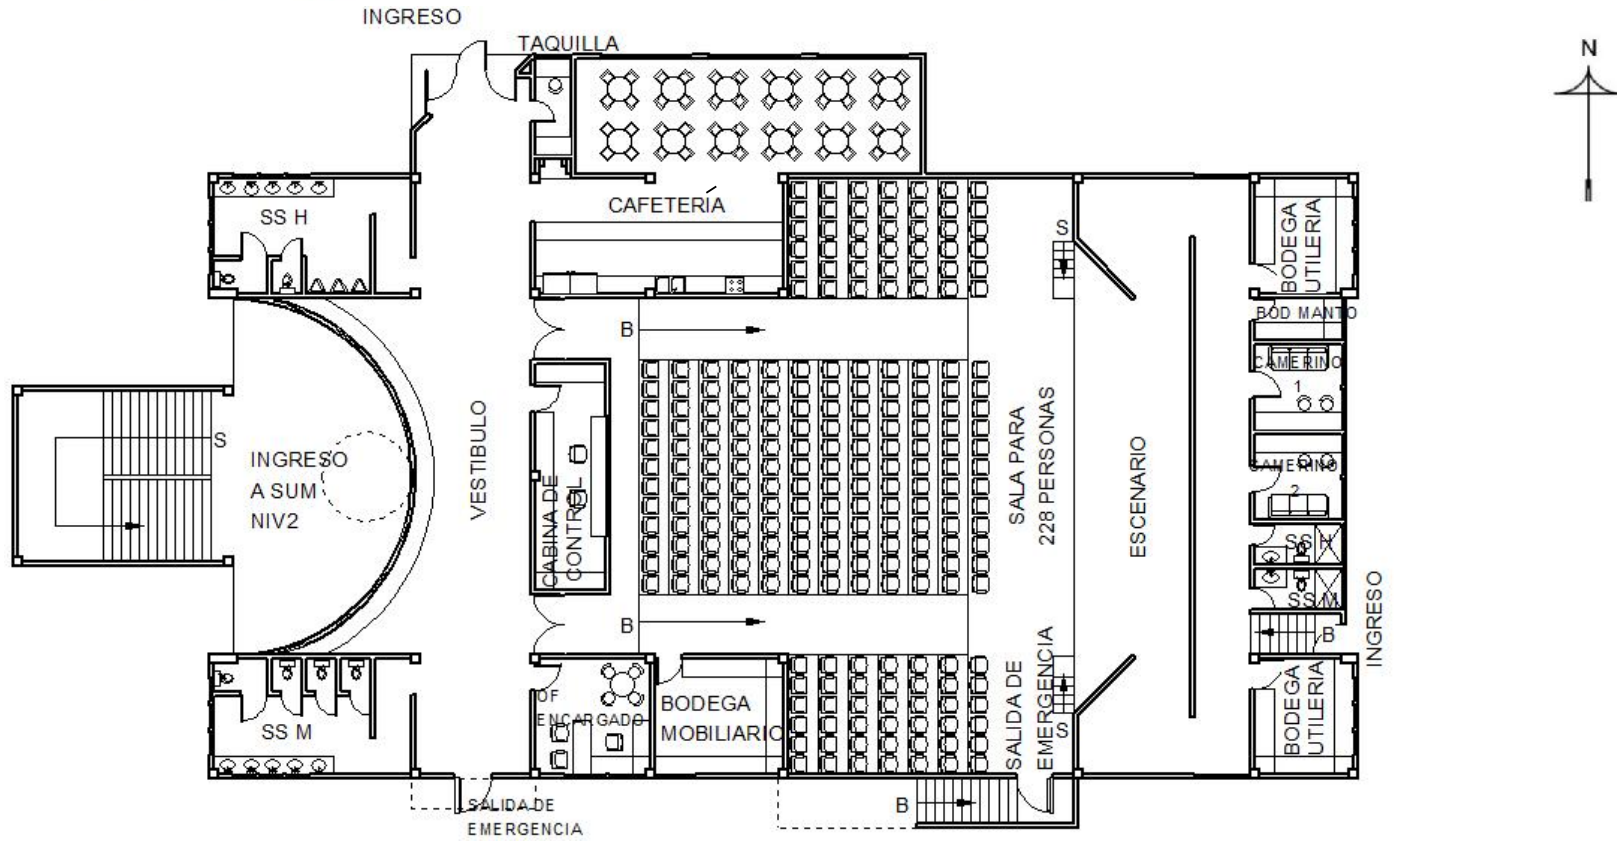 INGRESO
TAQUILLA
N
SS H
CAFETERÍA
S
BODEGA
UTILERIA
BOD MANTO
B
CAMERINO
1
S
INGRESO
A SUM
NIV2
VESTIBULO
CABINA DE
CONTROL
SALA PARA
228 PERSONAS
ESCENARIO
CAMERINO
2
SS H
SS M
B
INGRESO
B
SS M
OF
ENCARGADO
BODEGA
MOBILIARIO
SALIDA DE
EMERGENCIA
S
BODEGA
UTILERIA
B
SALIDA DE
EMERGENCIA